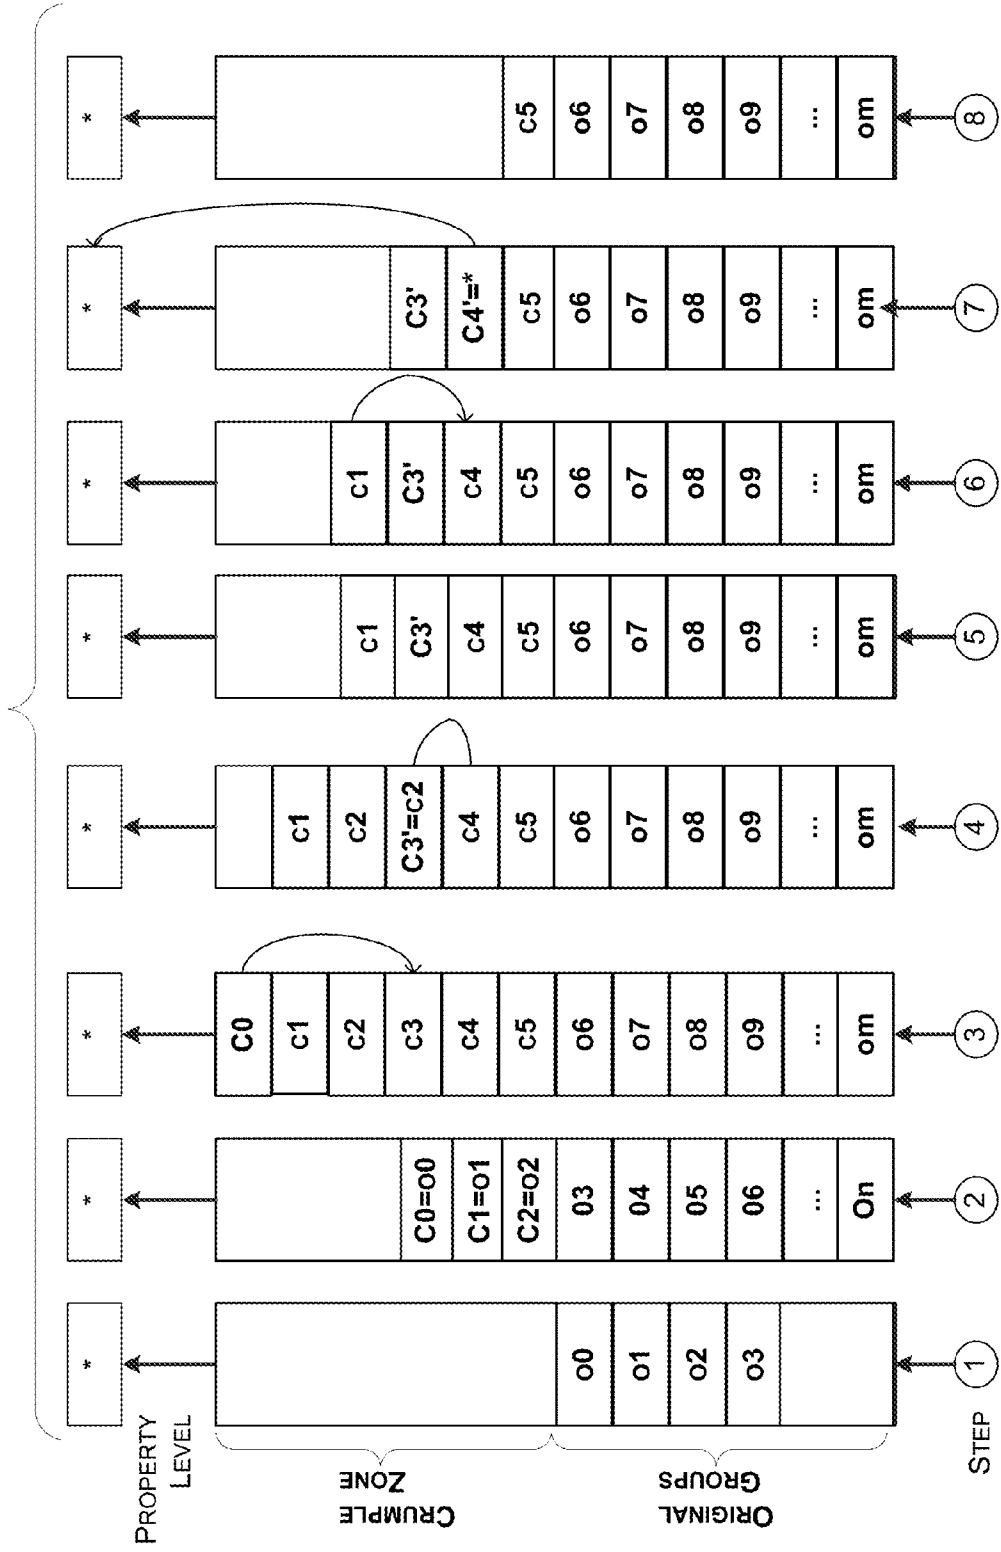 PROPERTY
LEVEL
CRUMPLE
ZONE
ORIGINAL
GROUPS
STEP
*
o0
o1
o2
o3
1
*
C0=o0
C1=o1
C2=o2
03
04
05
06
...
On
2
*
C0
c1
c2
c3
c4
c5
o6
o7
o8
o9
...
om
3
*
c1
c2
C3'=c2
c4
c5
o6
o7
o8
o9
...
om
4
*
c1
C3'
c4
c5
o6
o7
o8
o9
...
om
5
*
c1
C3'
c4
c5
o6
o7
o8
o9
...
om
6
*
C3'
C4'=*
c5
o6
o7
o8
o9
...
om
7
*
c5
o6
o7
o8
o9
...
om
8